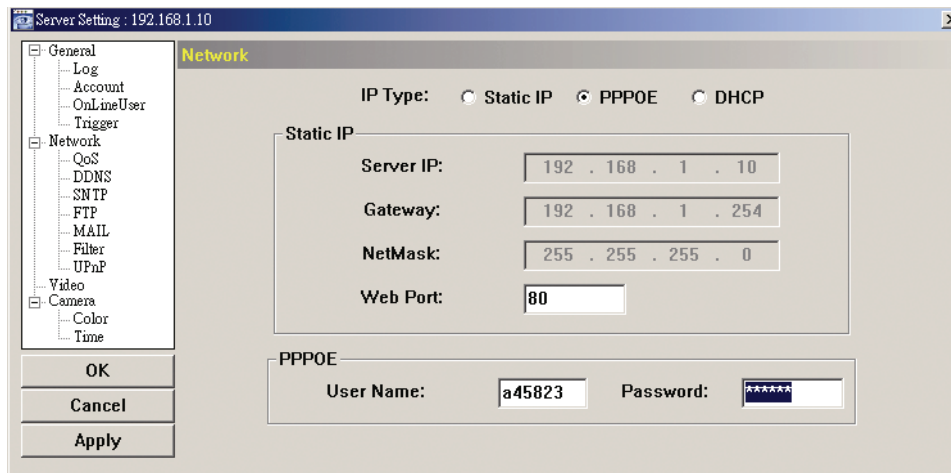 Server Setting : 192.168.1.10
General
Log
Account
OnLineUser
Trigger
Network
QoS
DDNS
SNTP
FTP
MAIL
Filter
UPnP
Video
Camera
Color
Time
OK
Cancel
Apply
Network
IP Type: Static IP PPPOE DHCP
Static IP
Server IP: 192 . 168 . 1 . 10
Gateway: 192 . 168 . 1 . 254
NetMask: 255 . 255 . 255 . 0
Web Port: 80
PPPOE
User Name: a45823 Password: ******